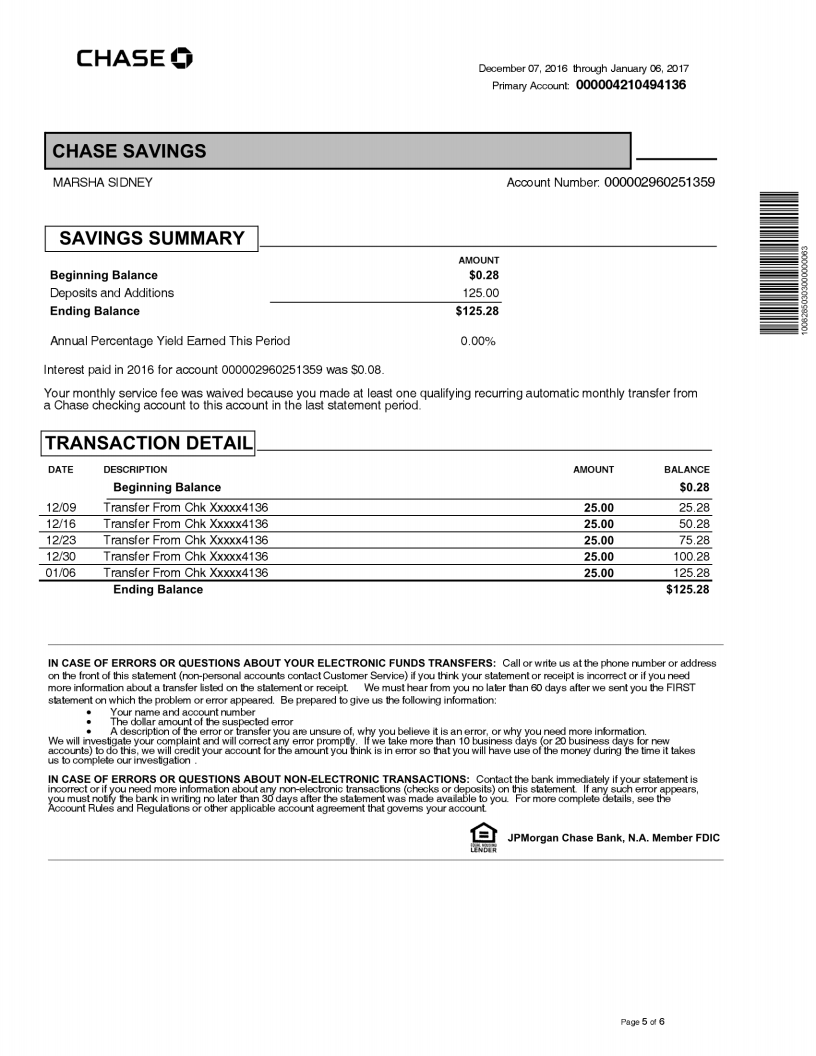 CHASE
December 07, 2016 through January 06, 2017
Primary Account: 000004210494136
CHASE SAVINGS
MARSHA SIDNEY Account Number: 000002960251359
SAVINGS SUMMARY
AMOUNT
Beginning Balance $0.28
Deposits and Additions 125.00
Ending Balance $125.28
Annual Percentage Yield Earned This Period 0.00%
Interest paid in 2016 for account 000002960251359 was $0.08.
Your monthly service fee was waived because you made at least one qualifying recurring automatic monthly transfer from
a Chase checking account to this account in the last statement period.
TRANSACTION DETAIL
DATE DESCRIPTION AMOUNT BALANCE
Beginning Balance $0.28
12/09 Transfer From Chk Xxxxx4136 25.00 25.28
12/16 Transfer From Chk Xxxxx4136 25.00 50.28
12/23 Transfer From Chk Xxxxx4136 25.00 75.28
12/30 Transfer From Chk Xxxxx4136 25.00 100.28
01/06 Transfer From Chk Xxxxx4136 25.00 125.28
Ending Balance $125.28
IN CASE OF ERRORS OR QUESTIONS ABOUT YOUR ELECTRONIC FUNDS TRANSFERS: Call or write us at the phone number or address
on the front of this statement (non-personal accounts contact Customer Service) if you think your statement or receipt is incorrect or if you need
more information about a transfer listed on the statement or receipt. We must hear from you no later than 60 days after we sent you the FIRST
statement on which the problem or error appeared. Be prepared to give us the following information:
• Your name and account number
• The dollar amount of the suspected error
• A description of the error or transfer you are unsure of, why you believe it is an error, or why you need more information.
We will investigate your complaint and will correct any error promptly. If we take more than 10 business days (or 20 business days for new
accounts) to do this, we will credit your account for the amount you think is in error so that you will have use of the money during the time it takes
us to complete our investigation .
IN CASE OF ERRORS OR QUESTIONS ABOUT NON-ELECTRONIC TRANSACTIONS: Contact the bank immediately if your statement is
incorrect or if you need more information about any non-electronic transactions (checks or deposits) on this statement. If any such error appears,
you must notify the bank in writing no later than 30 days after the statement was made available to you. For more complete details, see the
Account Rules and Regulations or other applicable account agreement that governs your account.
EQUAL HOUSING
LENDER
JPMorgan Chase Bank, N.A. Member FDIC
Page 5 of 6